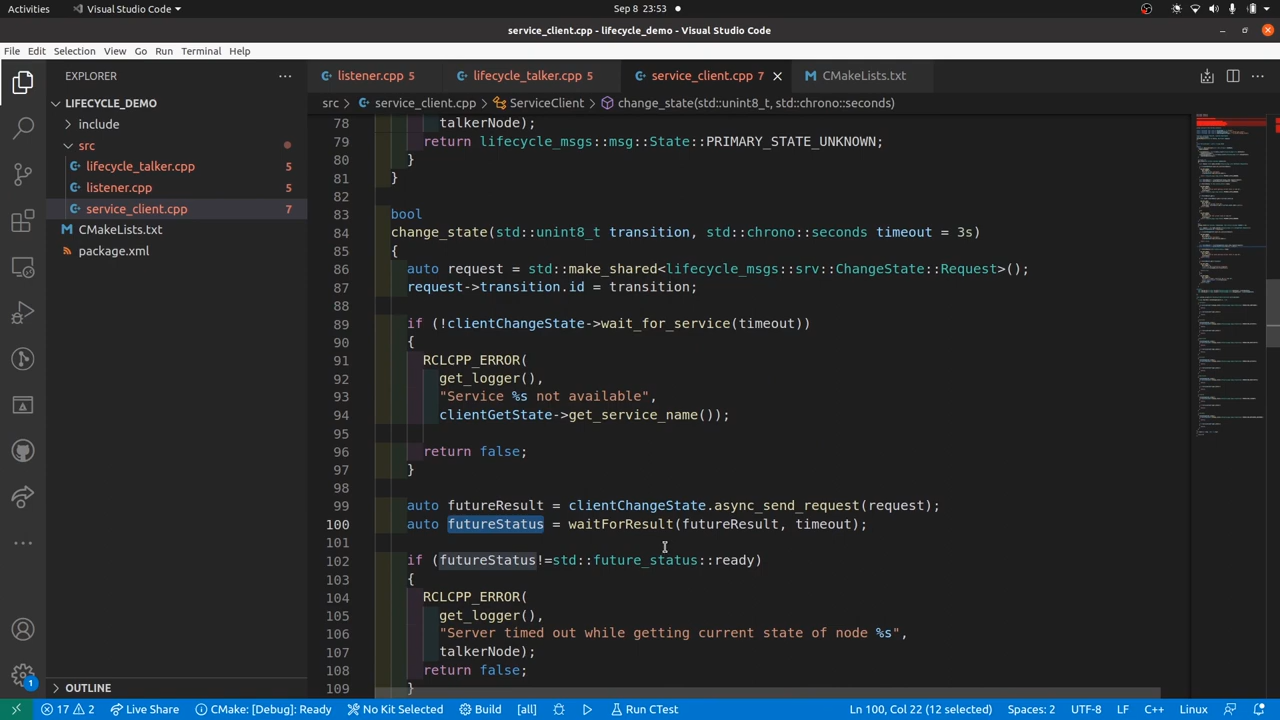 Activities
Visual Studio Code
Sep 8 23:53
service_client.cpp - lifecycle_demo - Visual Studio Code
File Edit Selection View Go Run Terminal Help
EXPLORER
LIFECYCLE_DEMO
include
src
lifecycle_talker.cpp 5
listener.cpp 5
service_client.cpp 7
CMakeLists.txt
package.xml
OUTLINE
listener.cpp 5
lifecycle_talker.cpp 5
service_client.cpp 7
CMakeLists.txt
src > service_client.cpp > ServiceClient > change_state(std::unint8_t, std::chrono::seconds)
78 talkerNode);
79 return lifecycle_msgs::msg::State::PRIMARY_STATE_UNKNOWN;
80 }
81 }
82
83 bool
84 change_state(std::unint8_t transition, std::chrono::seconds timeout = 3s)
85 {
86 auto request = std::make_shared<lifecycle_msgs::srv::ChangeState::Request>();
87 request->transition.id = transition;
88
89 if (!clientChangeState->wait_for_service(timeout))
90 {
91 RCLCPP_ERROR(
92 get_logger(),
93 "Service %s not available",
94 clientGetState->get_service_name());
95
96 return false;
97 }
98
99 auto futureResult = clientChangeState.async_send_request(request);
100 auto futureStatus = waitForResult(futureResult, timeout);
101
102 if (futureStatus!=std::future_status::ready)
103 {
104 RCLCPP_ERROR(
105 get_logger(),
106 "Server timed out while getting current state of node %s",
107 talkerNode);
108 return false;
109 }
1
17 2
Live Share
CMake: [Debug]: Ready
No Kit Selected
Build
[all]
Run CTest
Ln 100, Col 22 (12 selected)
Spaces: 2
UTF-8
LF
C++
Linux